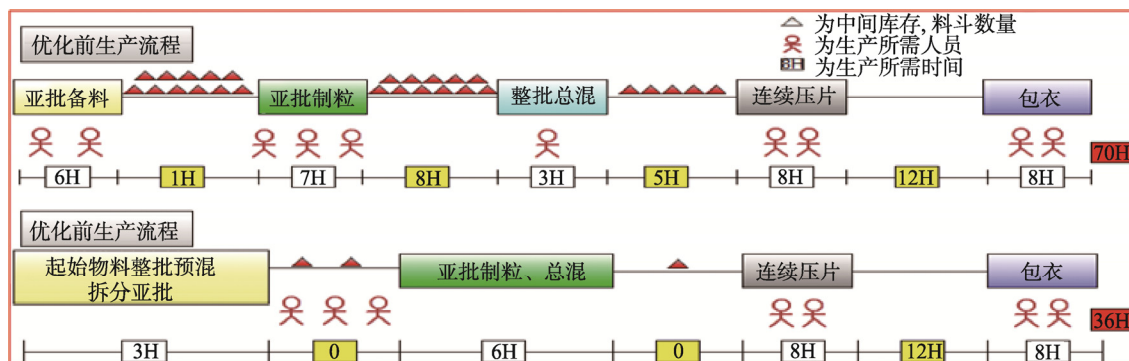 优化前生产流程
为中间库存,料斗数量
为生产所需人员
8H 为生产所需时间
亚批备料 亚批制粒 整批总混 连续压片 包衣
70H
6H 1H 7H 8H 3H 5H 8H 12H 8H
优化前生产流程
起始物料整批预混
拆分亚批
亚批制粒、总混 连续压片 包衣
36H
3H 0 6H 0 8H 12H 8H